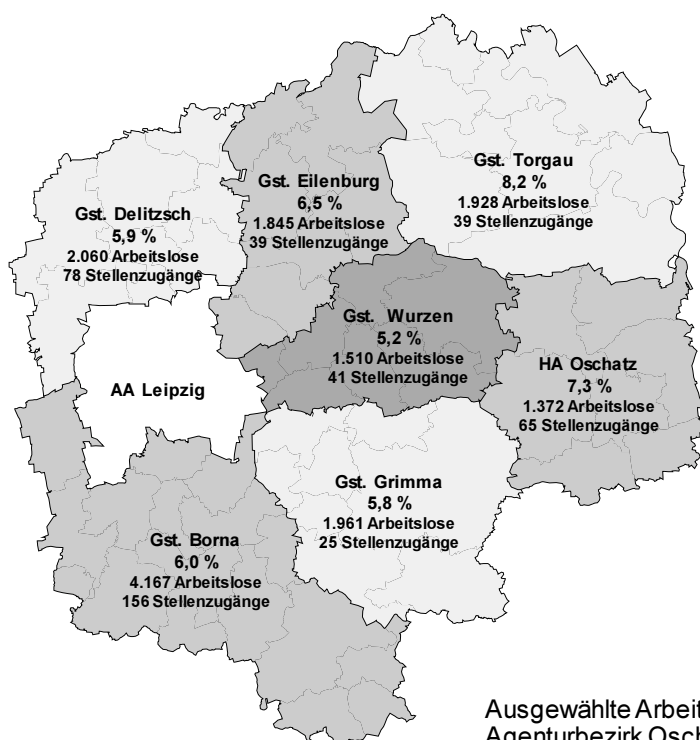 Gst. Torgau
8,2 %
1.928 Arbeitslose
39 Stellenzugänge
Gst. Eilenburg
6,5 %
1.845 Arbeitslose
39 Stellenzugänge
Gst. Delitzsch
5,9 %
2.060 Arbeitslose
78 Stellenzugänge
Gst. Wurzen
5,2 %
1.510 Arbeitslose
41 Stellenzugänge
HA Oschatz
7,3 %
1.372 Arbeitslose
65 Stellenzugänge
AA Leipzig
Gst. Grimma
5,8 %
1.961 Arbeitslose
25 Stellenzugänge
Gst. Borna
6,0 %
4.167 Arbeitslose
156 Stellenzugänge
Ausgewählte Arbeit
Agenturbezirk Osch